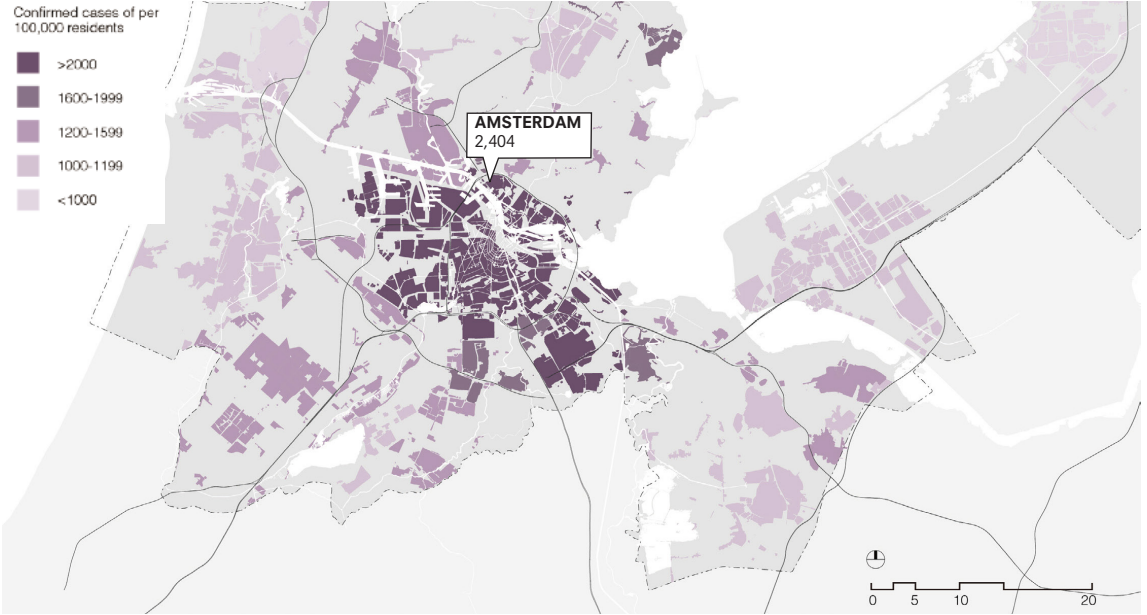 Confirmed cases of per
100,000 residents
>2000
1600-1999
1200-1599
1000-1199
<1000
AMSTERDAM
2,404
0 5 10 20